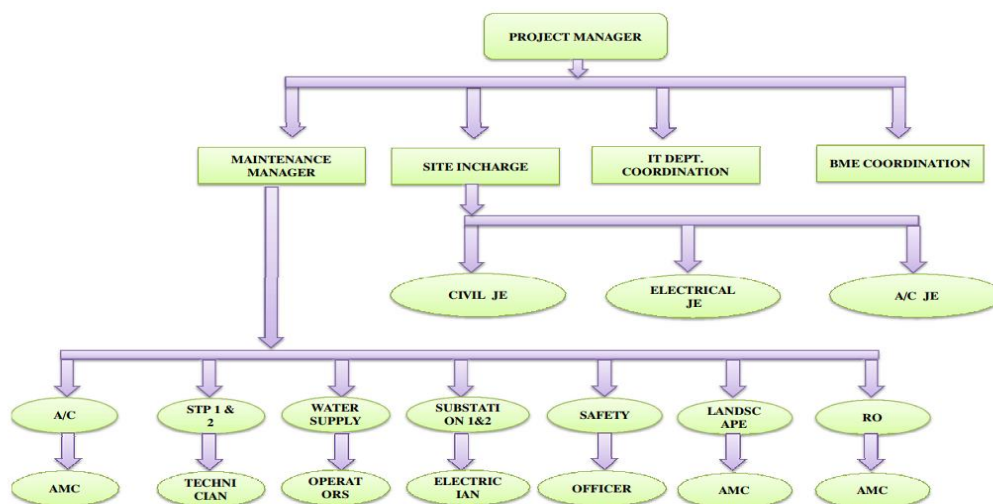 PROJECT MANAGER
MAINTENANCE
MANAGER
SITE INCHARGE
IT DEPT.
COORDINATION
BME COORDINATION
CIVIL JE
ELECTRICAL
JE
A/C JE
A/C
STP 1 &
2
WATER
SUPPLY
SUBSTATI
ON 1&2
SAFETY
LANDSC
APE
RO
AMC
TECHNI
CIAN
OPERAT
ORS
ELECTRIC
IAN
OFFICER
AMC
AMC